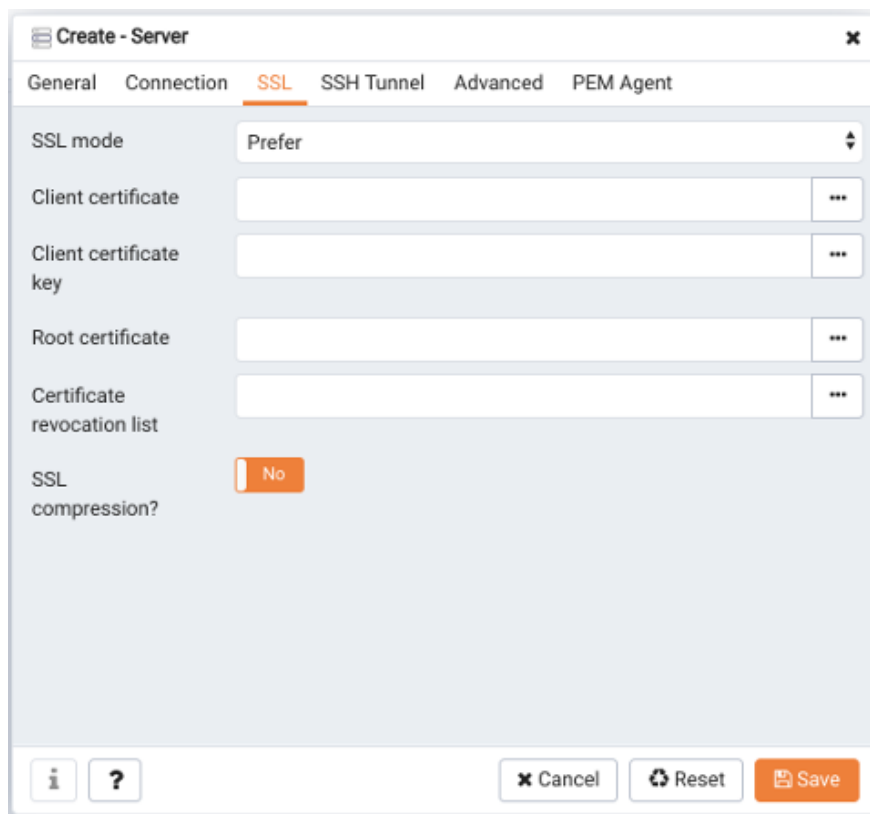 Create - Server
General Connection SSL SSH Tunnel Advanced PEM Agent
SSL mode Prefer
Client certificate
Client certificate
key
Root certificate
Certificate
revocation list
SSL No
compression?
i ? Cancel Reset Save